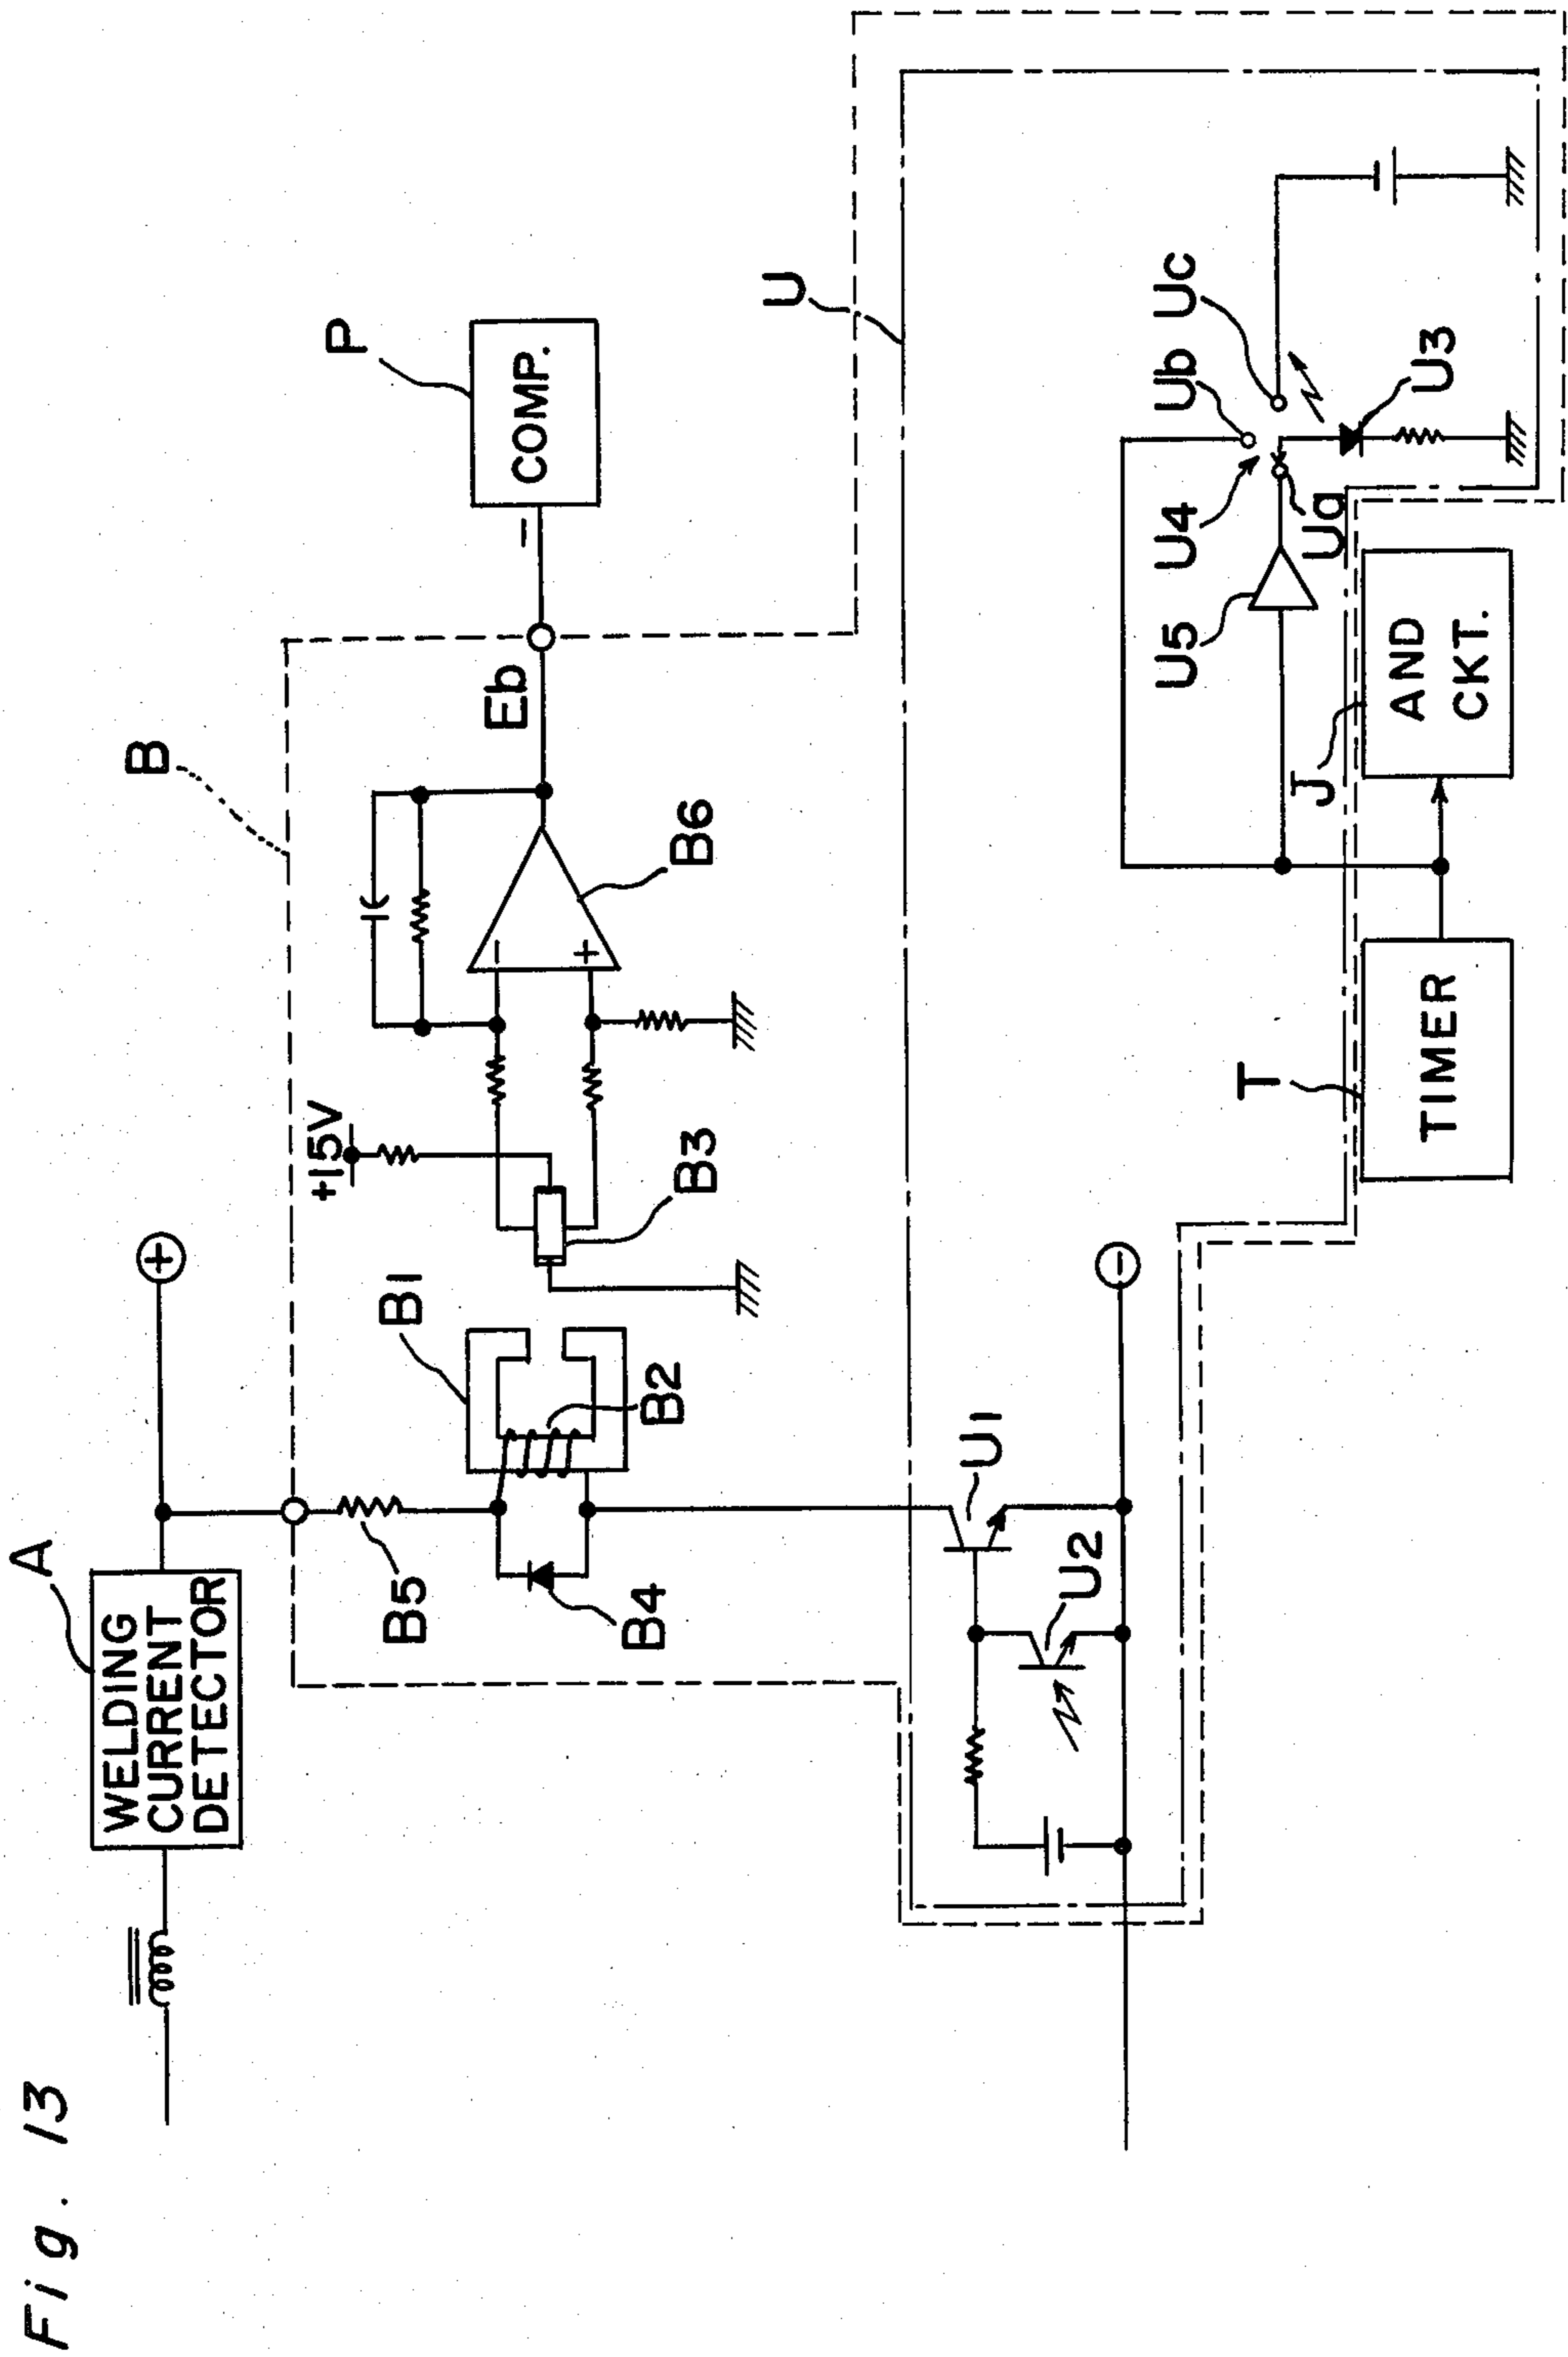 Fig. 13
A
WELDING
CURRENT
DETECTOR
+
B
B5
B4
B1
B2
+15V
B3
−
+
B6
Eb
−
P
COMP.
U
U1
U2
−
T
TIMER
J
AND
CKT.
U5
U4
Ua
Ub
Uc
U3